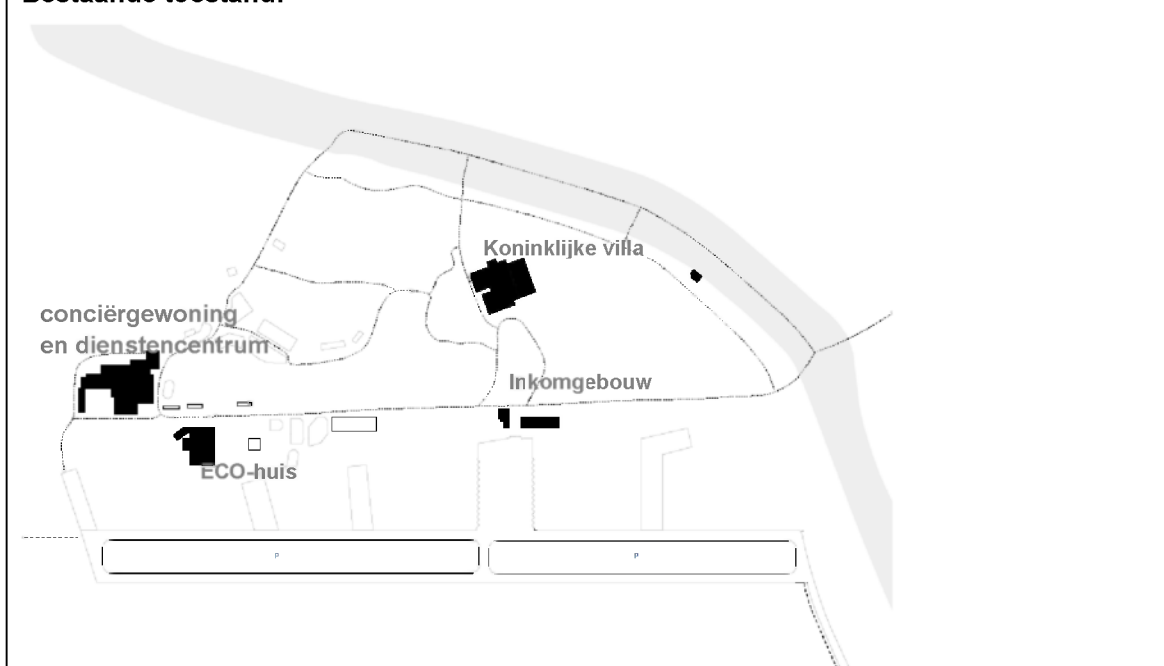 Bestaande toestand:
Koninklijke villa
conciërgewoning
en dienstencentrum
Inkomgebouw
ECO-huis
P
P